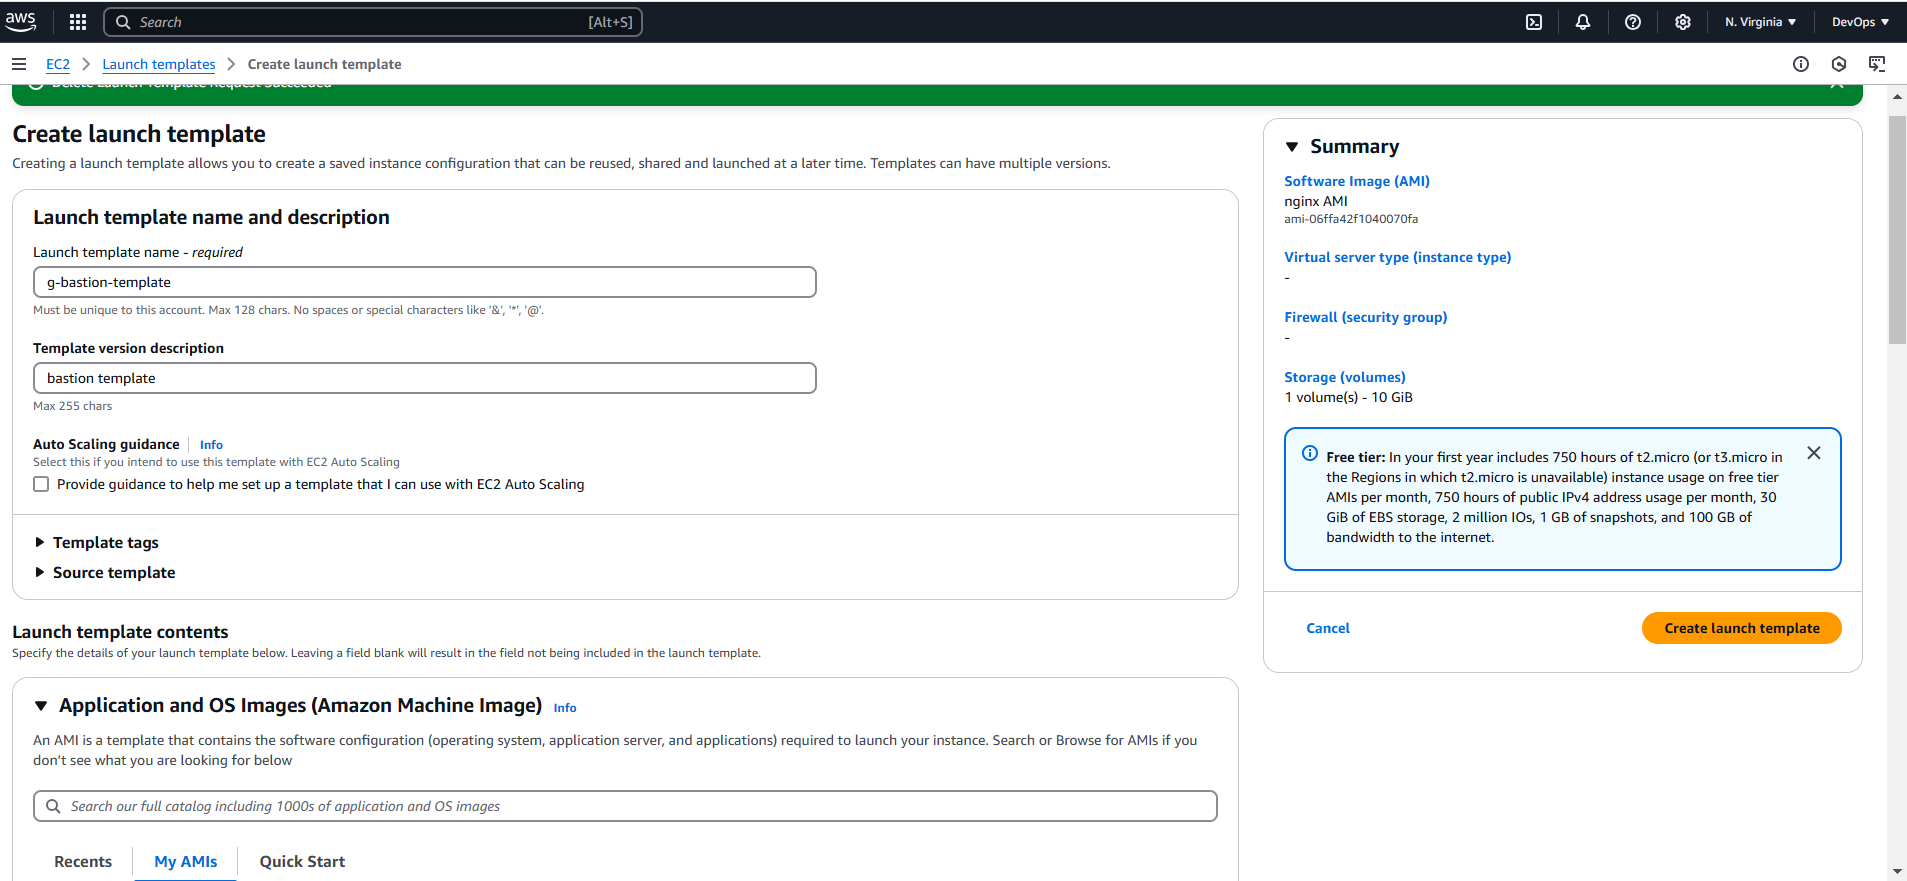 aws
Search [Alt+S]
N. Virginia
DevOps
EC2 Launch templates Create launch template
Delete Launch Template Request Succeeded
Create launch template
Creating a launch template allows you to create a saved instance configuration that can be reused, shared and launched at a later time. Templates can have multiple versions.
Launch template name and description
Launch template name - required
g-bastion-template
Must be unique to this account. Max 128 chars. No spaces or special characters like '&', '*', '@'.
Template version description
bastion template
Max 255 chars
Auto Scaling guidance Info
Select this if you intend to use this template with EC2 Auto Scaling
Provide guidance to help me set up a template that I can use with EC2 Auto Scaling
Template tags
Source template
Launch template contents
Specify the details of your launch template below. Leaving a field blank will result in the field not being included in the launch template.
Application and OS Images (Amazon Machine Image) Info
An AMI is a template that contains the software configuration (operating system, application server, and applications) required to launch your instance. Search or Browse for AMIs if you
don't see what you are looking for below
Search our full catalog including 1000s of application and OS images
Recents My AMIs Quick Start
Summary
Software Image (AMI)
nginx AMI
ami-06ffa42f1040070fa
Virtual server type (instance type)
-
Firewall (security group)
-
Storage (volumes)
1 volume(s) - 10 GiB
Free tier: In your first year includes 750 hours of t2.micro (or t3.micro in
the Regions in which t2.micro is unavailable) instance usage on free tier
AMIs per month, 750 hours of public IPv4 address usage per month, 30
GiB of EBS storage, 2 million IOs, 1 GB of snapshots, and 100 GB of
bandwidth to the internet.
Cancel Create launch template